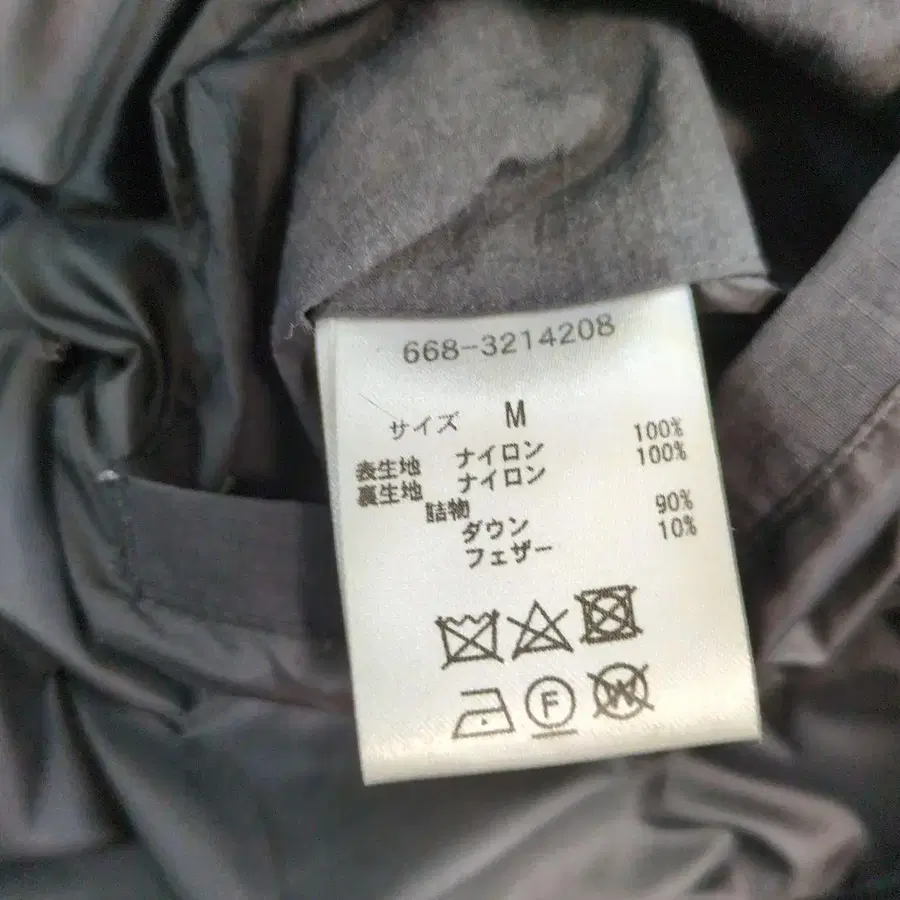 668-3214208
サイズ M
表生地 ナイロン 100%
裏生地 ナイロン 100%
詰物
ダウン 90%
フェザー 10%
F W